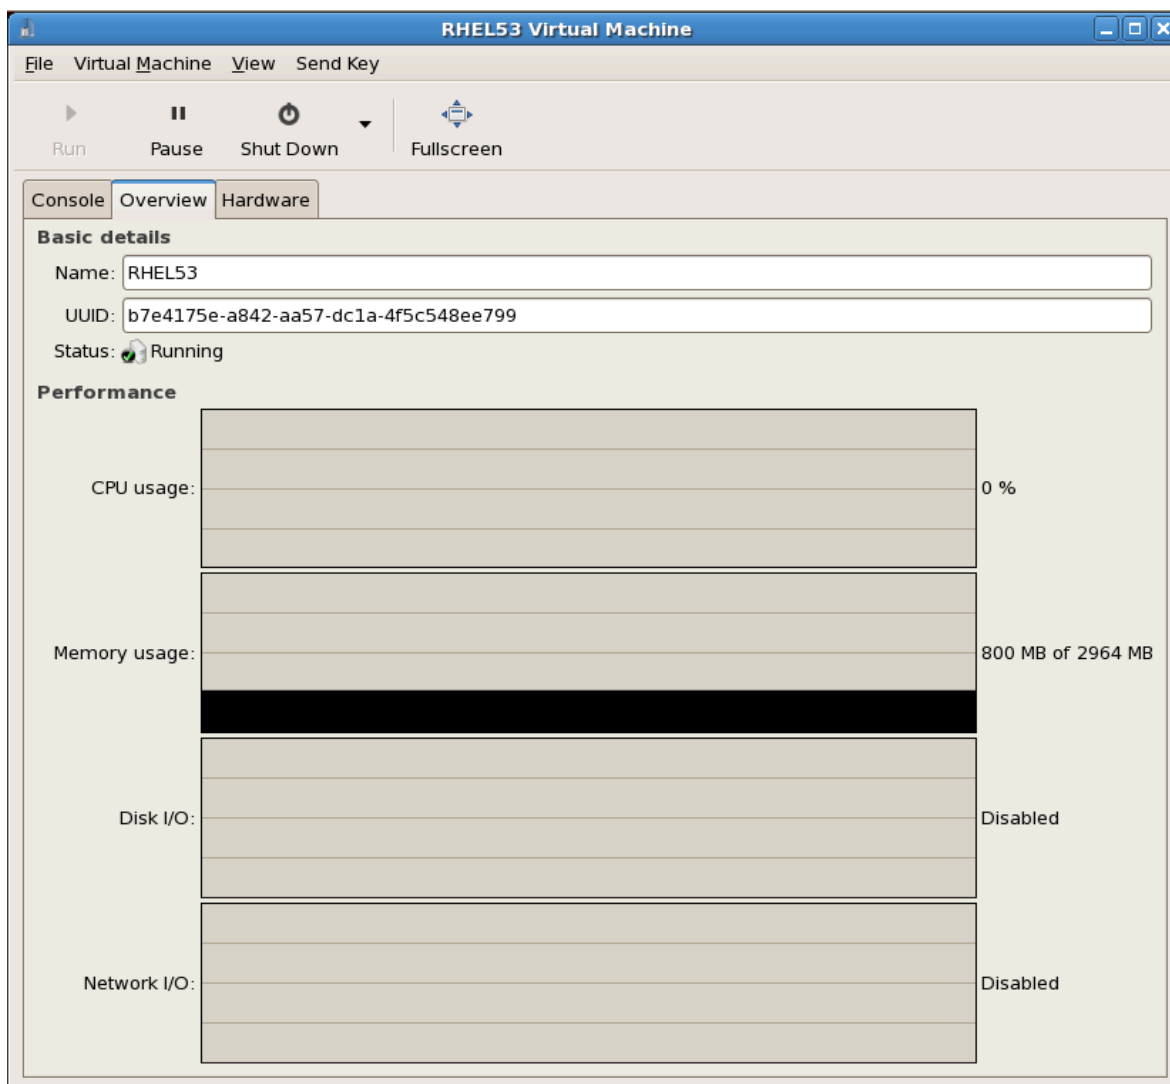 RHEL53 Virtual Machine
File Virtual Machine View Send Key
Run Pause Shut Down Fullscreen
Console Overview Hardware
Basic details
Name: RHEL53
UUID: b7e4175e-a842-aa57-dc1a-4f5c548ee799
Status: Running
Performance
CPU usage: 0 %
Memory usage: 800 MB of 2964 MB
Disk I/O: Disabled
Network I/O: Disabled